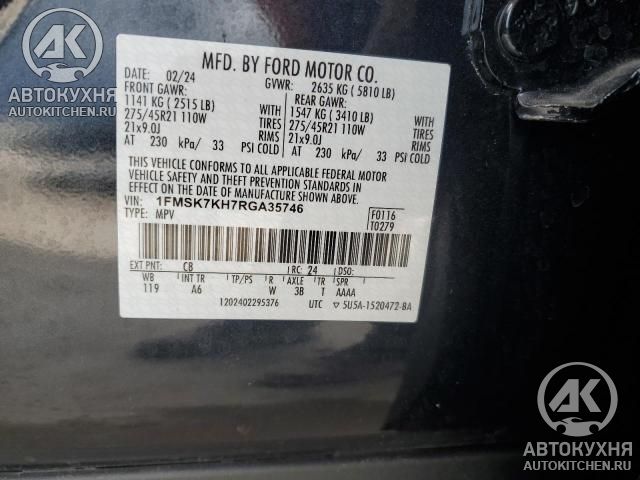 АК
АВТОКУХНЯ
AUTOKITCHEN.RU
MFD. BY FORD MOTOR CO.
02/24 GVWR: 2635 KG ( 5810 LB)
FRONT GAWR: REAR GAWR:
1141 KG ( 2515 LB) WITH 1547 KG ( 3410 LB) WITH
275/45R21 110W TIRES 275/45R21 110W TIRES
21x9.0J RIMS 21x9.0J RIMS
AT 230 kPa/ 33 PSI COLD AT 230 kPa/ 33 PSI COLD
THIS VEHICLE CONFORMS TO ALL APPLICABLE FEDERAL MOTOR
VEHICLE SAFETY AND THEFT PREVENTION STANDARDS IN
EFFECT ON THE DATE OF MANUFACTURE SHOWN ABOVE.
VIN: 1FMSK7KH7RGA35746 F0116
TYPE: MPV T0279
EXT PNT: CB RC: 24 DSO:
WB INT TR TP/PS R AXLE TR SPR
119 A6 W 3B T AAAA
1202402295376 UTC ▽ 5U5A-1520472-BA
АК
АВТОКУХНЯ
AUTOKITCHEN.RU